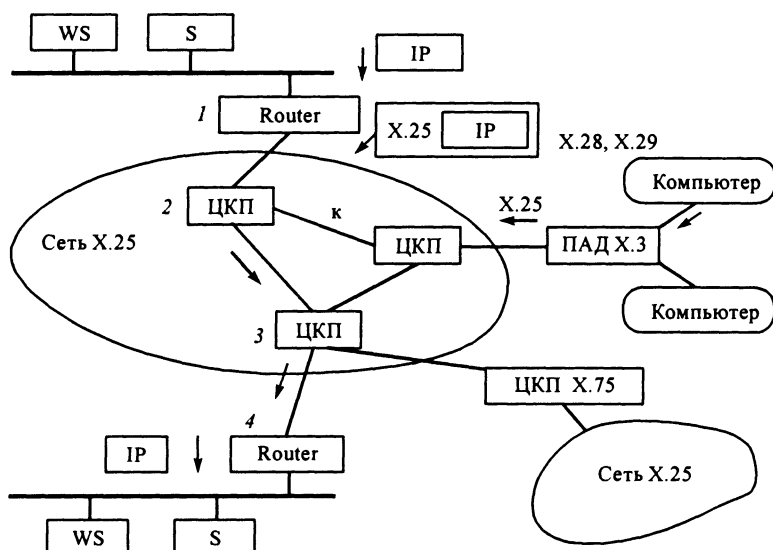 WS
S
IP
1
Router
X.25
IP
X.28, X.29
2
ЦКП
к
X.25
Компьютер
Сеть X.25
ЦКП
ПАД X.3
3
ЦКП
Компьютер
ЦКП X.75
4
IP
Router
Сеть X.25
WS
S